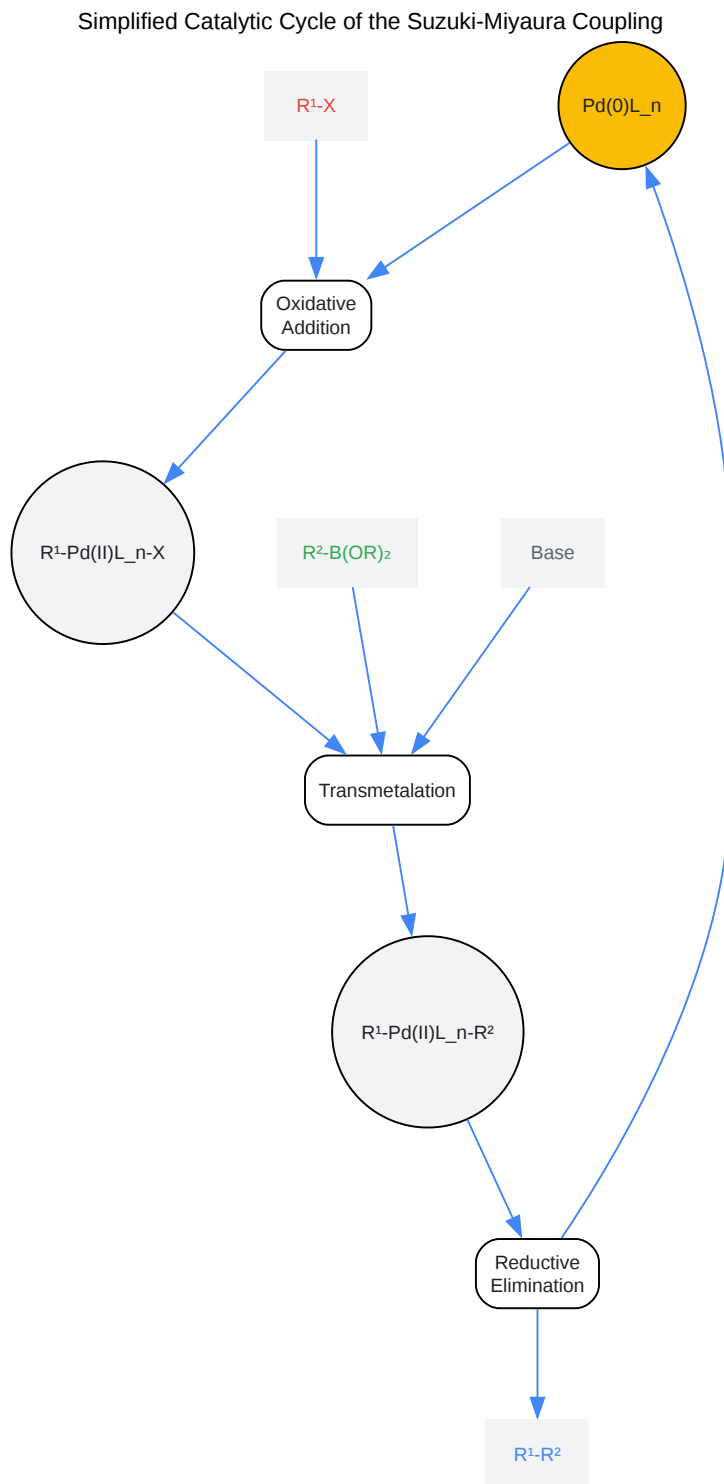 Simplified Catalytic Cycle of the Suzuki-Miyaura Coupling
R¹-X
Pd(0)L_n
Oxidative
Addition
R¹-Pd(II)L_n-X
R²-B(OR)₂
Base
Transmetalation
R¹-Pd(II)L_n-R²
Reductive
Elimination
R¹-R²